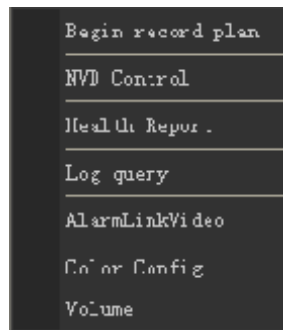 Begin record plan
NVD Control
Health Report
Log query
AlarmLinkVideo
Color Config
Volume